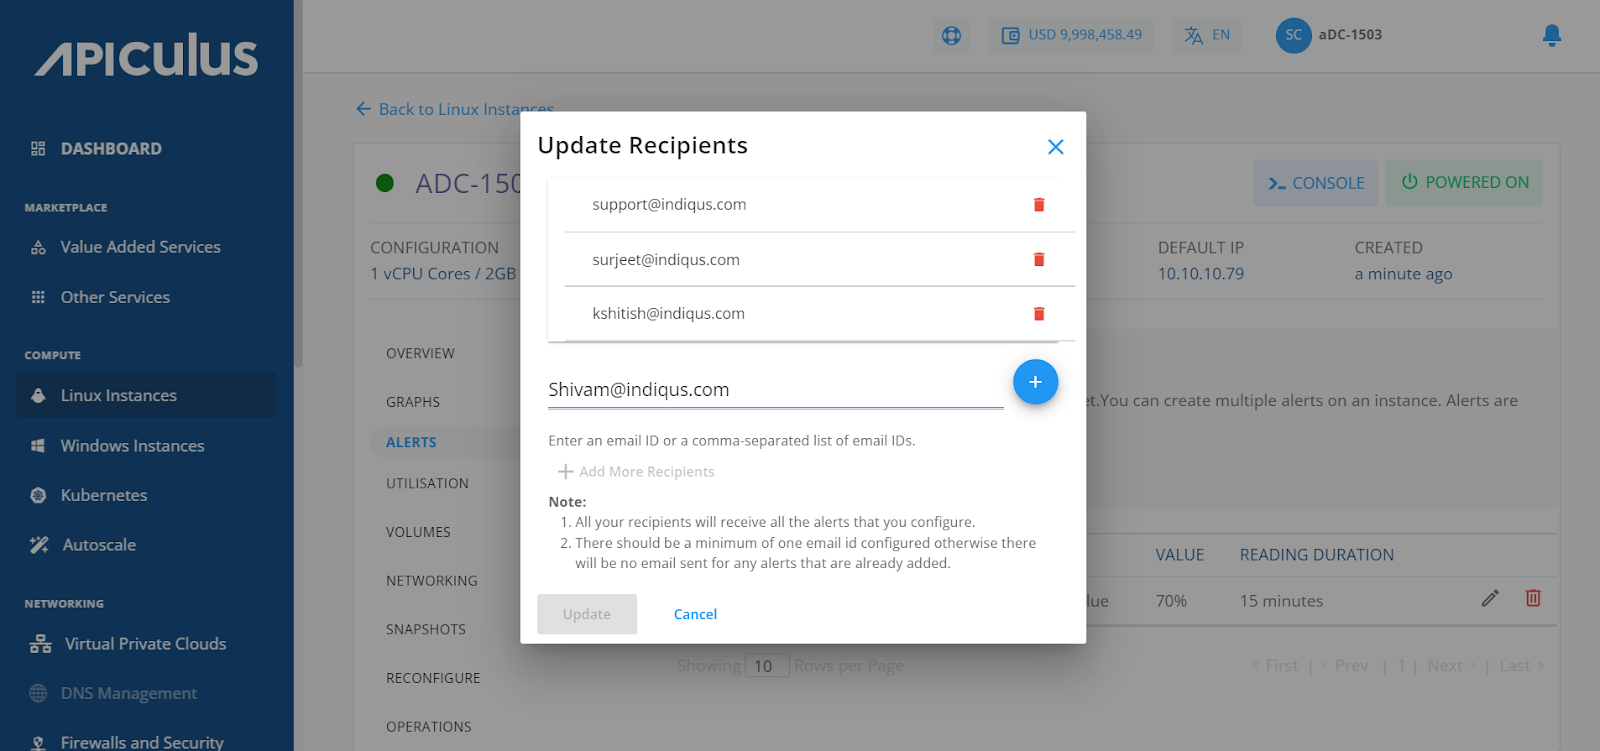 APICULUS
USD 9,998,458.49
EN
SC
aDC-1503
DASHBOARD
MARKETPLACE
Value Added Services
Other Services
COMPUTE
Linux Instances
Windows Instances
Kubernetes
Autoscale
NETWORKING
Virtual Private Clouds
DNS Management
Firewalls and Security
Back to Linux Instances
ADC-150
CONSOLE
POWERED ON
CONFIGURATION
1 vCPU Cores / 2GB
DEFAULT IP
10.10.10.79
CREATED
a minute ago
OVERVIEW
GRAPHS
ALERTS
UTILISATION
VOLUMES
NETWORKING
SNAPSHOTS
RECONFIGURE
OPERATIONS
Update Recipients
support@indiqus.com
surjeet@indiqus.com
kshitish@indiqus.com
Shivam@indiqus.com
Enter an email ID or a comma-separated list of email IDs.
Add More Recipients
Note:
1. All your recipients will receive all the alerts that you configure.
2. There should be a minimum of one email id configured otherwise there
will be no email sent for any alerts that are already added.
Update
Cancel
et.You can create multiple alerts on an instance. Alerts are
VALUE READING DURATION
lue 70% 15 minutes
Showing 10 Rows per Page
« First | ‹ Prev | 1 | Next › | Last »